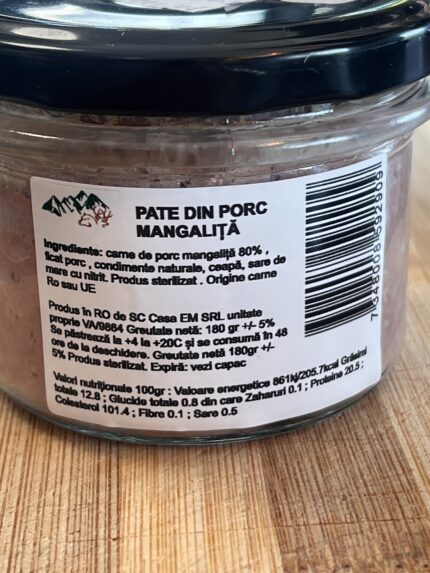 PATE DIN PORC
MANGALIȚĂ
Ingrediente: carne de porc mangaliță 80% ,
ficat porc , condimente naturale, ceapă, sare de
mare cu nitrit. Produs sterilizat . Origine carne
Ro sau UE
Produs în RO de SC Casa EM SRL unitate
proprie VA/9864 Greutate netă: 180 gr +/- 5%
Se păstrează la +4 la +20C și se consumă în 48
ore de la deschidere. Greutate netă 180gr +/-
5% Produs sterilizat. Expiră: vezi capac
Valori nutriționale 100gr : Valoare energetice 861kj/205.7kcal Grăsimi
totale 12.8 ; Glucide totale 0.8 din care Zaharuri 0.1 ; Proteine 20.5 ;
Colesterol 101.4 ; Fibre 0.1 ; Sare 0.5